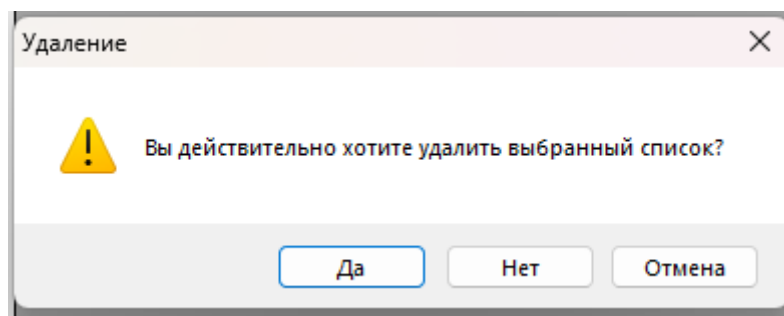 Удаление
Вы действительно хотите удалить выбранный список?
Да Нет Отмена